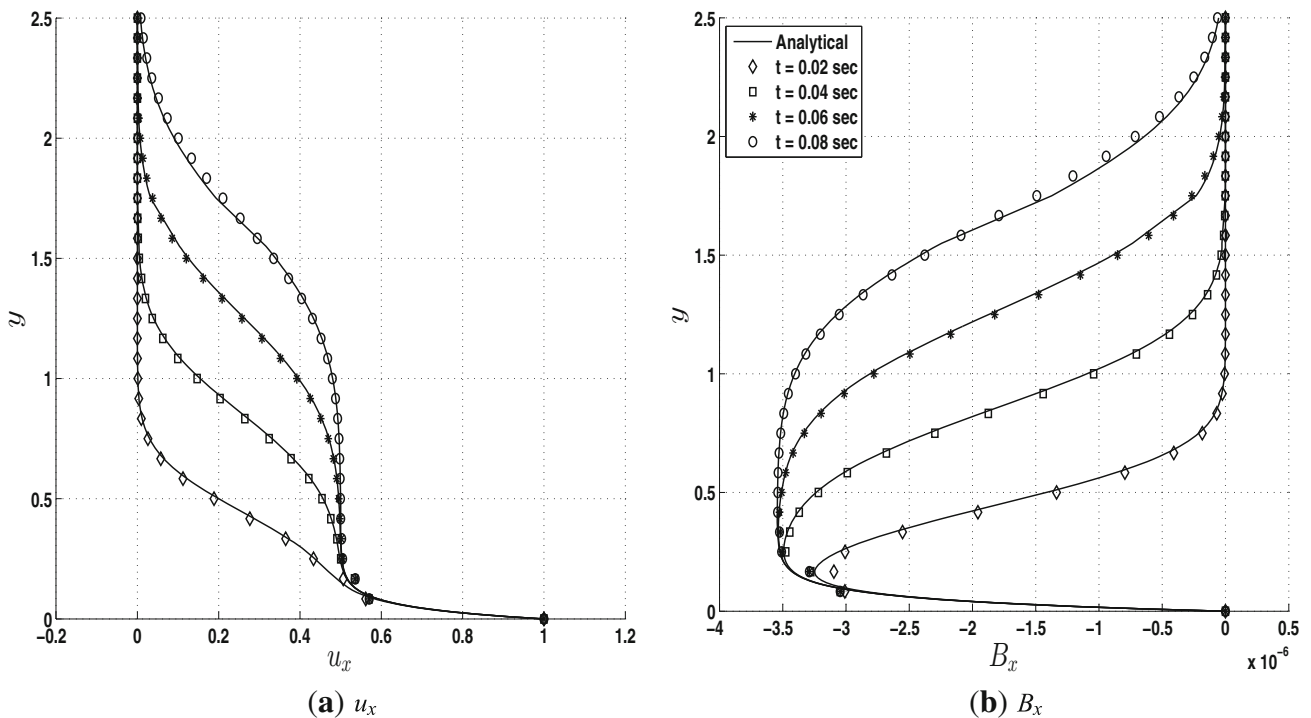 2.5
2
1.5
1
0.5
0
y
−0.2
0
0.2
0.4
0.6
0.8
1
1.2
u_x
(a) u_x
Analytical
t = 0.02 sec
t = 0.04 sec
t = 0.06 sec
t = 0.08 sec
2.5
2
1.5
1
0.5
0
y
−4
−3.5
−3
−2.5
−2
−1.5
−1
−0.5
0
0.5
x 10⁻⁶
B_x
(b) B_x